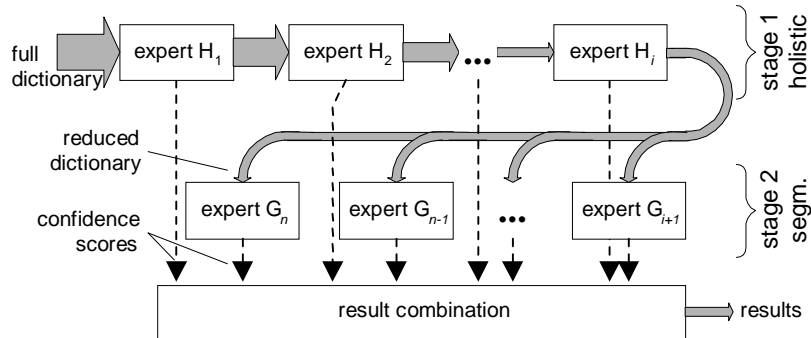 full
dictionary
expert H1
expert H2
...
expert Hi
stage 1
holistic
reduced
dictionary
expert Gn
expert Gn-1
...
expert Gi+1
stage 2
segm.
confidence
scores
result combination
results